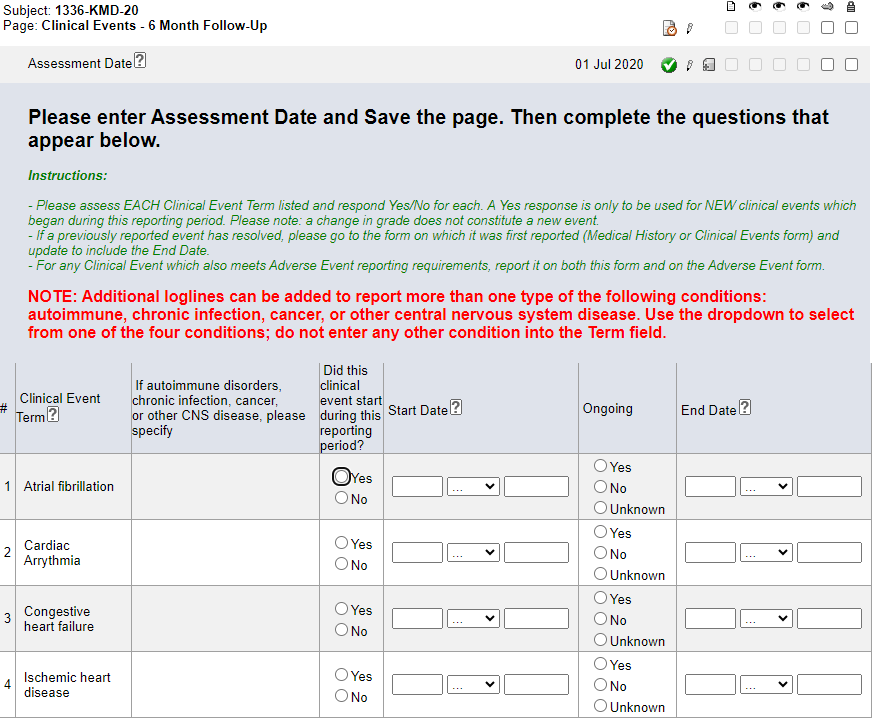 Subject: 1336-KMD-20
Page: Clinical Events - 6 Month Follow-Up
Assessment Date?
01 Jul 2020
Please enter Assessment Date and Save the page. Then complete the questions that
appear below.
Instructions:
- Please assess EACH Clinical Event Term listed and respond Yes/No for each. A Yes response is only to be used for NEW clinical events which
began during this reporting period. Please note: a change in grade does not constitute a new event.
- If a previously reported event has resolved, please go to the form on which it was first reported (Medical History or Clinical Events form) and
update to include the End Date.
- For any Clinical Event which also meets Adverse Event reporting requirements, report it on both this form and on the Adverse Event form.
NOTE: Additional loglines can be added to report more than one type of the following conditions:
autoimmune, chronic infection, cancer, or other central nervous system disease. Use the dropdown to select
from one of the four conditions; do not enter any other condition into the Term field.
#
Clinical Event
Term?
If autoimmune disorders,
chronic infection, cancer,
or other CNS disease, please
specify
Did this
clinical
event start
during this
reporting
period?
Start Date?
Ongoing
End Date?
1
Atrial fibrillation
Yes
No
...
Yes
No
Unknown
...
2
Cardiac
Arrythmia
Yes
No
...
Yes
No
Unknown
...
3
Congestive
heart failure
Yes
No
...
Yes
No
Unknown
...
4
Ischemic heart
disease
Yes
No
...
Yes
No
Unknown
...